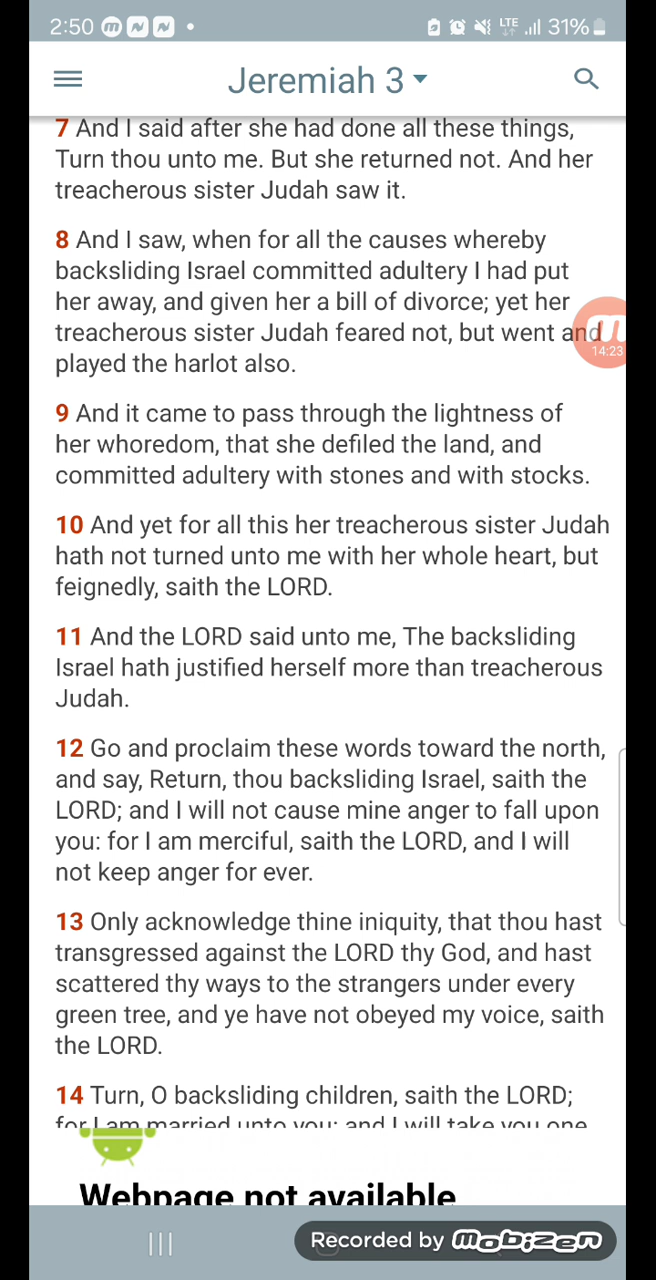 2:50
LTE
31%
Jeremiah 3
7 And I said after she had done all these things,
Turn thou unto me. But she returned not. And her
treacherous sister Judah saw it.
8 And I saw, when for all the causes whereby
backsliding Israel committed adultery I had put
her away, and given her a bill of divorce; yet her
treacherous sister Judah feared not, but went and
played the harlot also.
14:23
9 And it came to pass through the lightness of
her whoredom, that she defiled the land, and
committed adultery with stones and with stocks.
10 And yet for all this her treacherous sister Judah
hath not turned unto me with her whole heart, but
feignedly, saith the LORD.
11 And the LORD said unto me, The backsliding
Israel hath justified herself more than treacherous
Judah.
12 Go and proclaim these words toward the north,
and say, Return, thou backsliding Israel, saith the
LORD; and I will not cause mine anger to fall upon
you: for I am merciful, saith the LORD, and I will
not keep anger for ever.
13 Only acknowledge thine iniquity, that thou hast
transgressed against the LORD thy God, and hast
scattered thy ways to the strangers under every
green tree, and ye have not obeyed my voice, saith
the LORD.
14 Turn, O backsliding children, saith the LORD;
for I am married unto you: and I will take you one
Webpage not available
Recorded by mobizen